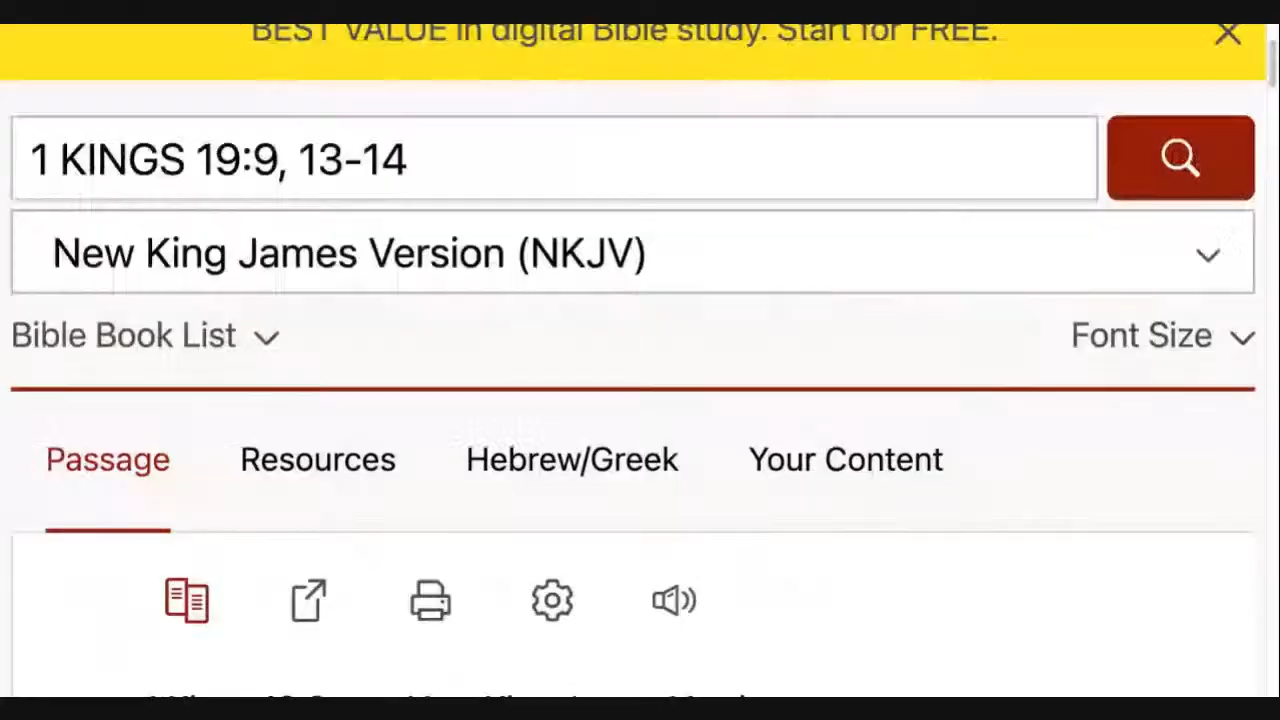 BEST VALUE in digital Bible study. Start for FREE.
1 KINGS 19:9, 13-14
New King James Version (NKJV)
Bible Book List
Font Size
Passage Resources Hebrew/Greek Your Content